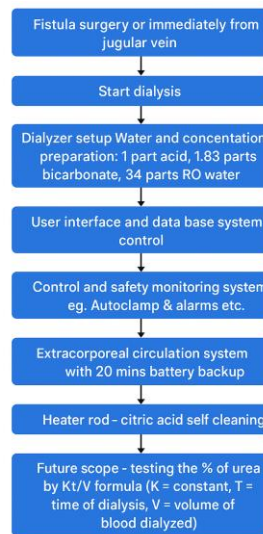 Fistula surgery or immediately from
jugular vein
Start dialysis
Dialyzer setup Water and concentation
preparation: 1 part acid, 1.83 parts
bicarbonate, 34 parts RO water
User interface and data base system
control
Control and safety monitoring system
eg. Autoclamp & alarms etc.
Extracorporeal circulation system
with 20 mins battery backup
Heater rod - citric acid self cleaning
Future scope - testing the % of urea
by Kt/V formula (K = constant, T =
time of dialysis, V = volume of
blood dialyzed)